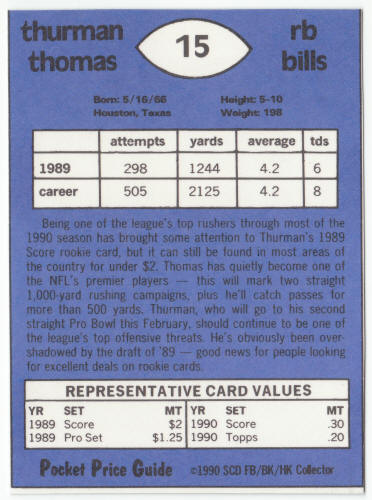 thurman 15 rb
thomas bills
Born: 5/16/66 Height: 5-10
Houston, Texas Weight: 198
attempts yards average tds
1989 298 1244 4.2 6
career 505 2125 4.2 8
Being one of the league's top rushers through most of the
1990 season has brought some attention to Thurman's 1989
Score rookie card, but it can still be found in most areas of
the country for under $2. Thomas has quietly become one of
the NFL's premier players — this will mark two straight
1,000-yard rushing campaigns, plus he'll catch passes for
more than 500 yards. Thurman, who will go to his second
straight Pro Bowl this February, should continue to be one of
the league's top offensive threats. He's obviously been over-
shadowed by the draft of '89 — good news for people looking
for excellent deals on rookie cards.
REPRESENTATIVE CARD VALUES
YR SET MT YR SET MT
1989 Score $2 1990 Score .30
1989 Pro Set $1.25 1990 Topps .20
Pocket Price Guide ©1990 SCD FB/BK/HK Collector